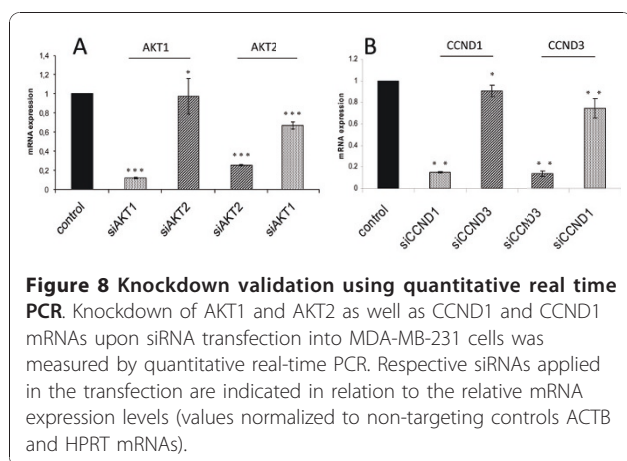 A
AKT1
AKT2
1,4
1,2
1
0,8
0,6
0,4
0,2
0
mRNA expression
*
***
***
***
control
siAKT1
siAKT2
siAKT2
siAKT1
B
CCND1
CCND3
1.2
1
0.8
0.6
0.4
0.2
0
mRNA expression
*
* *
* *
* *
control
siCCND1
siCCND3
siCCND3
siCCND1
Figure 8 Knockdown validation using quantitative real time
PCR. Knockdown of AKT1 and AKT2 as well as CCND1 and CCND1
mRNAs upon siRNA transfection into MDA-MB-231 cells was
measured by quantitative real-time PCR. Respective siRNAs applied
in the transfection are indicated in relation to the relative mRNA
expression levels (values normalized to non-targeting controls ACTB
and HPRT mRNAs).